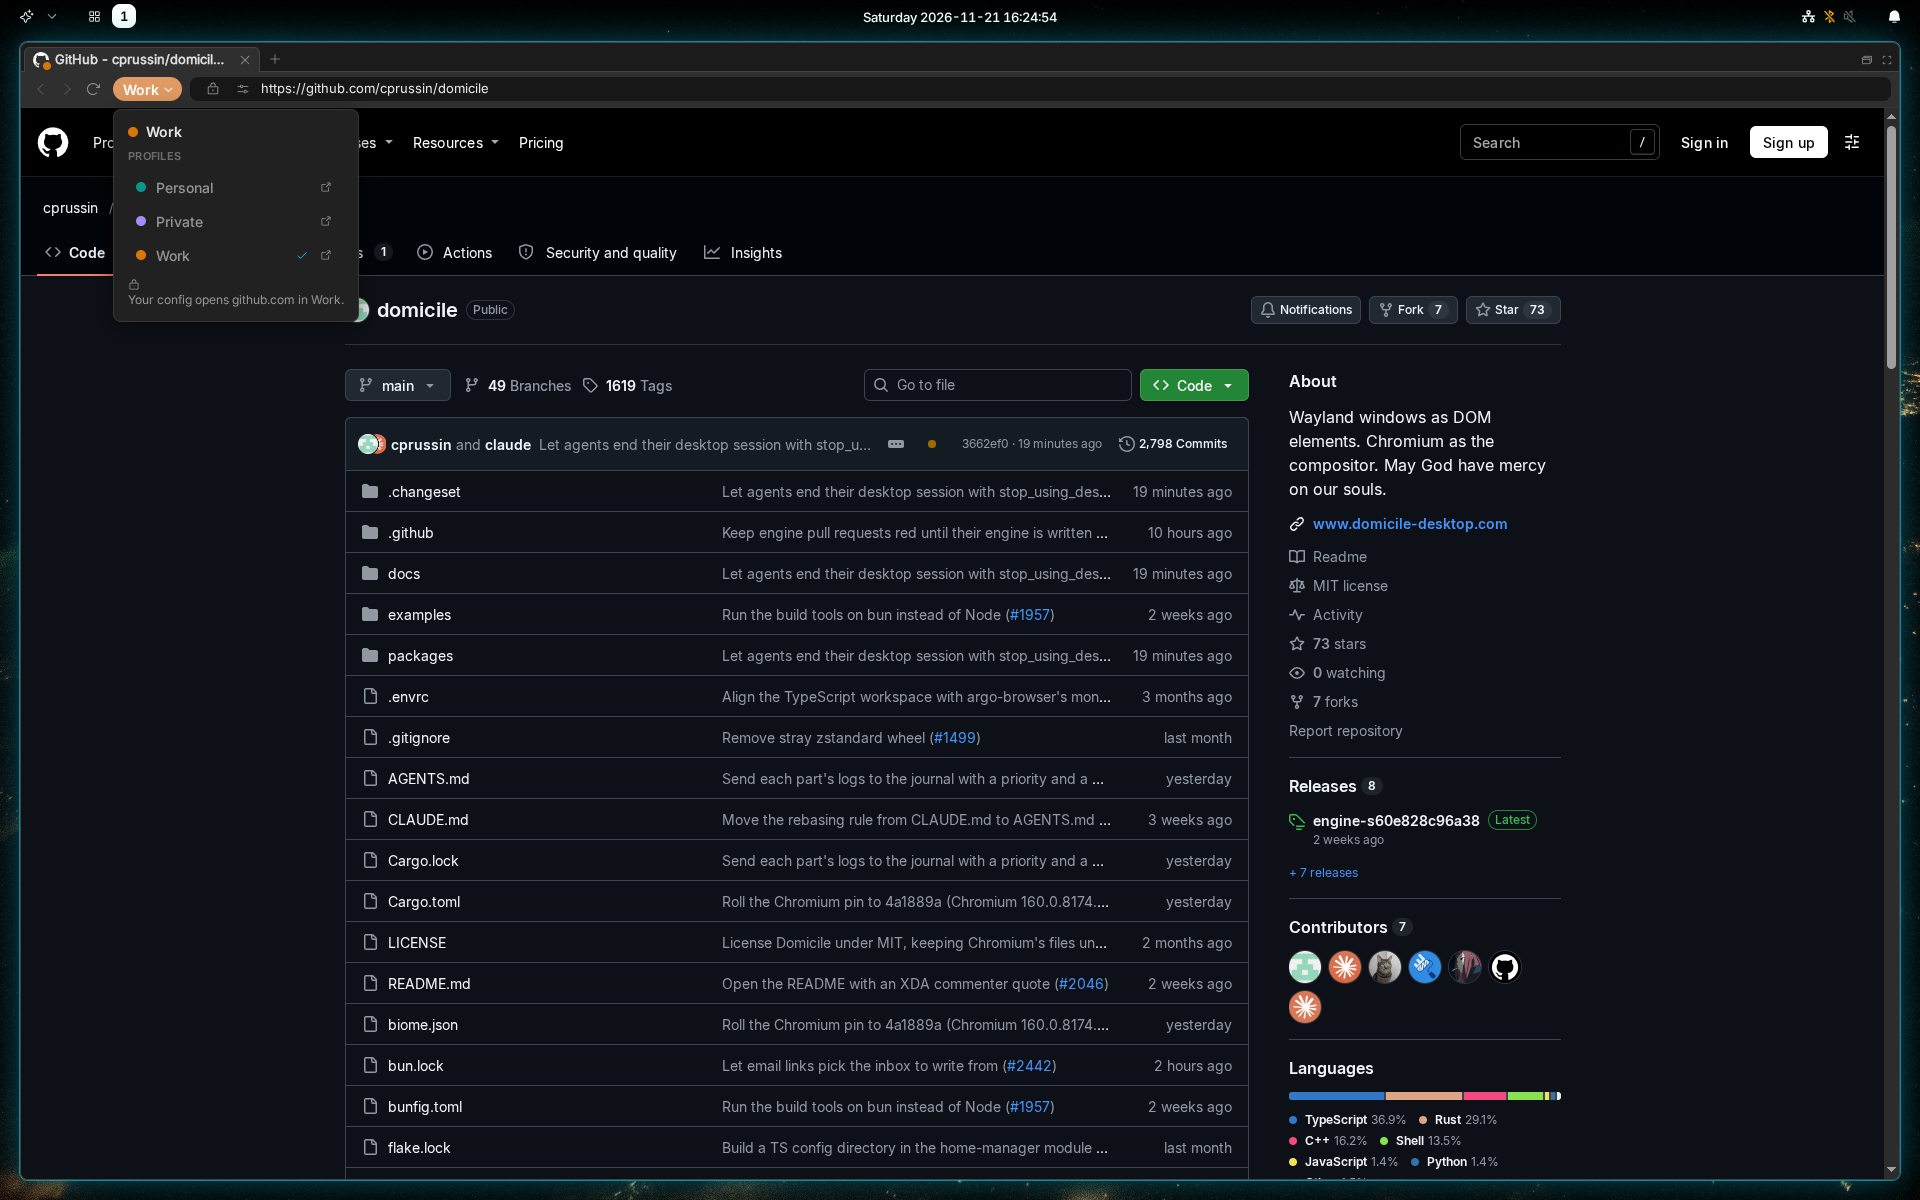 1
Saturday 2026-11-21 16:24:54
GitHub - cprussin/domicil...
Work
https://github.com/cprussin/domicile
Work
PROFILES
Personal
Private
Work
Your config opens github.com in Work.
Resources
Pricing
Search
/
Sign in
Sign up
cprussin /
Code
1
Actions
Security and quality
Insights
domicile
Public
Notifications
Fork 7
Star 73
main
49 Branches
1619 Tags
Go to file
Code
cprussin and claude Let agents end their desktop session with stop_u...
3662ef0 · 19 minutes ago
2,798 Commits
.changeset Let agents end their desktop session with stop_using_des... 19 minutes ago
.github Keep engine pull requests red until their engine is written ... 10 hours ago
docs Let agents end their desktop session with stop_using_des... 19 minutes ago
examples Run the build tools on bun instead of Node (#1957) 2 weeks ago
packages Let agents end their desktop session with stop_using_des... 19 minutes ago
.envrc Align the TypeScript workspace with argo-browser's mon... 3 months ago
.gitignore Remove stray zstandard wheel (#1499) last month
AGENTS.md Send each part's logs to the journal with a priority and a ... yesterday
CLAUDE.md Move the rebasing rule from CLAUDE.md to AGENTS.md ... 3 weeks ago
Cargo.lock Send each part's logs to the journal with a priority and a ... yesterday
Cargo.toml Roll the Chromium pin to 4a1889a (Chromium 160.0.8174.... yesterday
LICENSE License Domicile under MIT, keeping Chromium's files un... 2 months ago
README.md Open the README with an XDA commenter quote (#2046) 2 weeks ago
biome.json Roll the Chromium pin to 4a1889a (Chromium 160.0.8174.... yesterday
bun.lock Let email links pick the inbox to write from (#2442) 2 hours ago
bunfig.toml Run the build tools on bun instead of Node (#1957) 2 weeks ago
flake.lock Build a TS config directory in the home-manager module ... last month
About
Wayland windows as DOM
elements. Chromium as the
compositor. May God have mercy
on our souls.
www.domicile-desktop.com
Readme
MIT license
Activity
73 stars
0 watching
7 forks
Report repository
Releases 8
engine-s60e828c96a38 Latest
2 weeks ago
+ 7 releases
Contributors 7
Languages
TypeScript 36.9% Rust 29.1%
C++ 16.2% Shell 13.5%
JavaScript 1.4% Python 1.4%